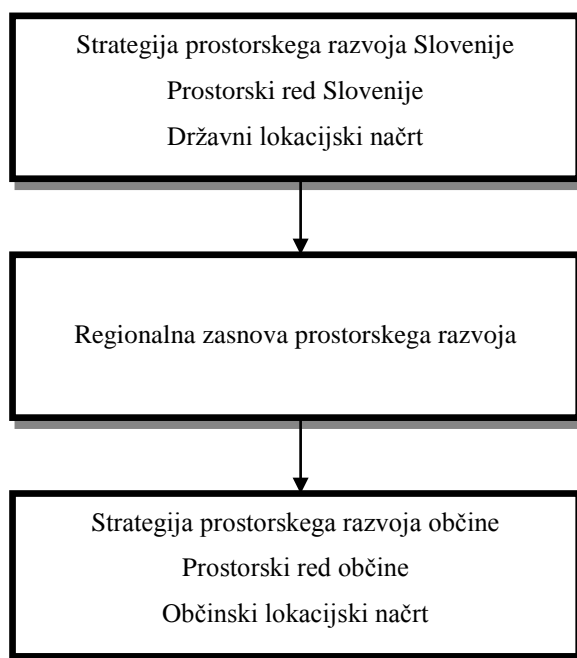 Strategija prostorskega razvoja Slovenije
Prostorski red Slovenije
Državni lokacijski načrt
Regionalna zasnova prostorskega razvoja
Strategija prostorskega razvoja občine
Prostorski red občine
Občinski lokacijski načrt